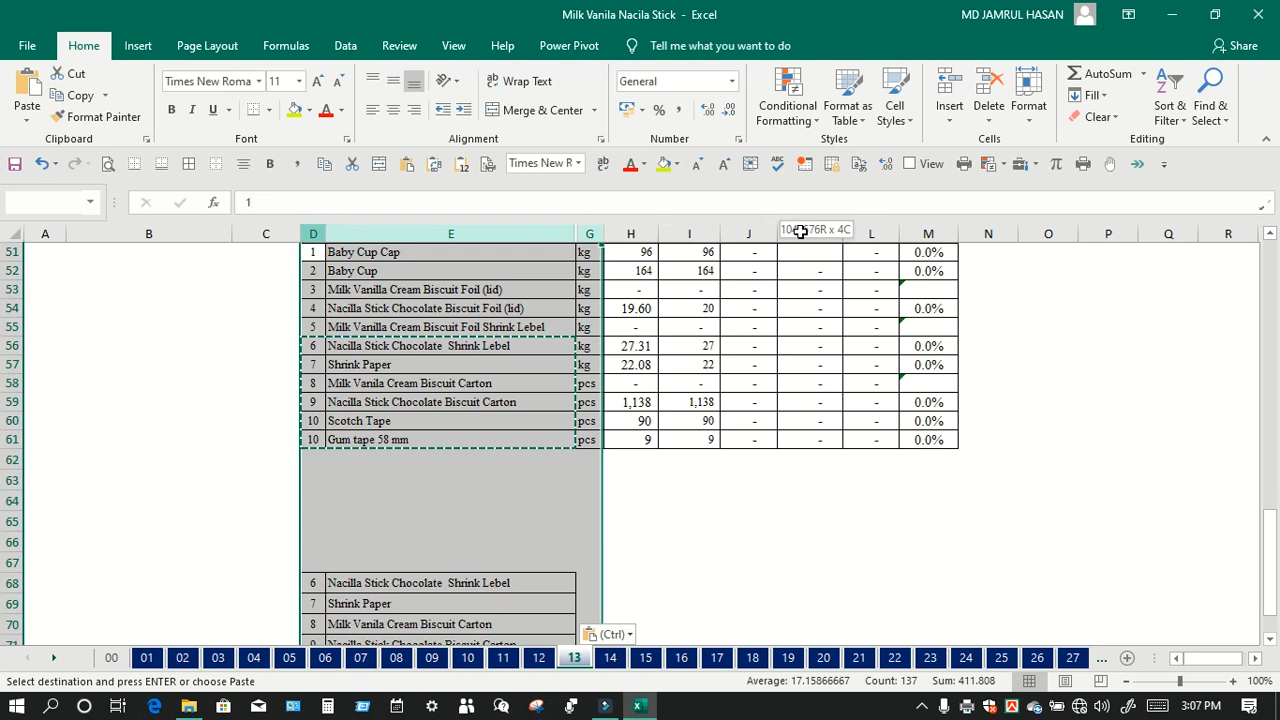 Milk Vanila Nacila Stick - Excel
MD JAMRUL HASAN
File Home Insert Page Layout Formulas Data Review View Help Power Pivot Tell me what you want to do Share
Paste
Cut
Copy
Format Painter
Clipboard
Times New Roma 11
B I U
Font
Wrap Text
Merge & Center
Alignment
General
Number
Conditional Formatting
Format as Table
Cell Styles
Styles
Insert Delete Format
Cells
AutoSum
Fill
Clear
Sort & Filter
Find & Select
Editing
Times New R View
1
A B C D E G H I J L M N O P Q R
51 1 Baby Cup Cap kg 96 96 - - 0.0%
52 2 Baby Cup kg 164 164 - - - 0.0%
53 3 Milk Vanilla Cream Biscuit Foil (lid) kg - - - - -
54 4 Nacilla Stick Chocolate Biscuit Foil (lid) kg 19.60 20 - - - 0.0%
55 5 Milk Vanilla Cream Biscuit Foil Shrink Lebel kg - - - - -
56 6 Nacilla Stick Chocolate Shrink Lebel kg 27.31 27 - - - 0.0%
57 7 Shrink Paper kg 22.08 22 - - - 0.0%
58 8 Milk Vanila Cream Biscuit Carton pcs - - - - -
59 9 Nacilla Stick Chocolate Biscuit Carton pcs 1,138 1,138 - - - 0.0%
60 10 Scotch Tape pcs 90 90 - - - 0.0%
61 10 Gum tape 58 mm pcs 9 9 - - - 0.0%
62
63
64
65
66
67
68 6 Nacilla Stick Chocolate Shrink Lebel
69 7 Shrink Paper
70 8 Milk Vanila Cream Biscuit Carton
71 9 Nacilla Stick Chocolate Biscuit Carton
(Ctrl)
00 01 02 03 04 05 06 07 08 09 10 11 12 13 14 15 16 17 18 19 20 21 22 23 24 25 26 27 ...
Select destination and press ENTER or choose Paste Average: 17.15866667 Count: 137 Sum: 411.808 100%
3:07 PM